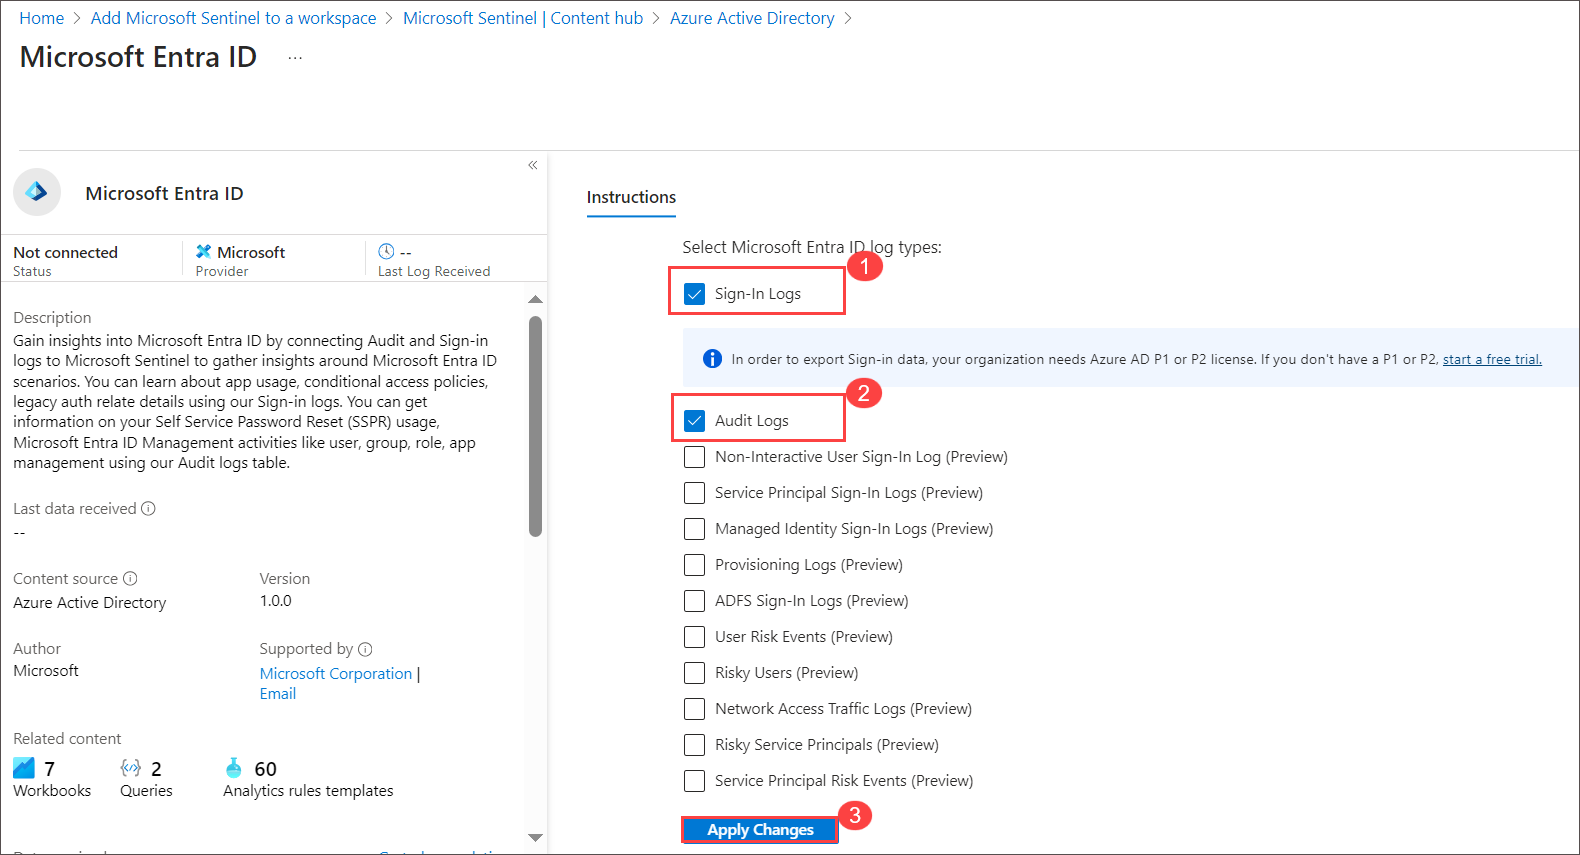 Home > Add Microsoft Sentinel to a workspace > Microsoft Sentinel | Content hub > Azure Active Directory >
Microsoft Entra ID ...
«
Microsoft Entra ID
Not connected
Status
Microsoft
Provider
--
Last Log Received
Description
Gain insights into Microsoft Entra ID by connecting Audit and Sign-in
logs to Microsoft Sentinel to gather insights around Microsoft Entra ID
scenarios. You can learn about app usage, conditional access policies,
legacy auth relate details using our Sign-in logs. You can get
information on your Self Service Password Reset (SSPR) usage,
Microsoft Entra ID Management activities like user, group, role, app
management using our Audit logs table.
Last data received
--
Content source
Azure Active Directory
Version
1.0.0
Author
Microsoft
Supported by
Microsoft Corporation |
Email
Related content
7
Workbooks
2
Queries
60
Analytics rules templates
Instructions
Select Microsoft Entra ID log types:
1
Sign-In Logs
In order to export Sign-in data, your organization needs Azure AD P1 or P2 license. If you don't have a P1 or P2, start a free trial.
2
Audit Logs
Non-Interactive User Sign-In Log (Preview)
Service Principal Sign-In Logs (Preview)
Managed Identity Sign-In Logs (Preview)
Provisioning Logs (Preview)
ADFS Sign-In Logs (Preview)
User Risk Events (Preview)
Risky Users (Preview)
Network Access Traffic Logs (Preview)
Risky Service Principals (Preview)
Service Principal Risk Events (Preview)
3
Apply Changes